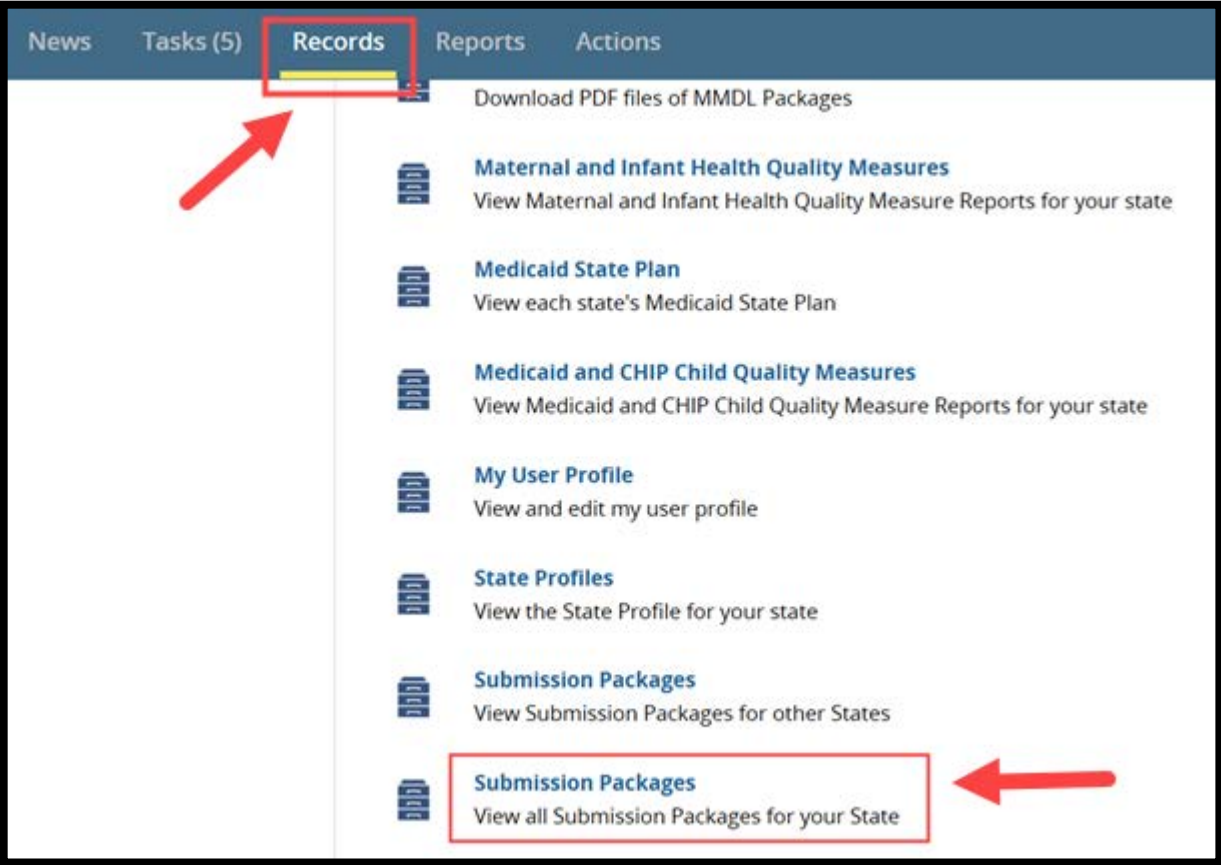 News Tasks (5) Records Reports Actions
Download PDF files of MMDL Packages
Maternal and Infant Health Quality Measures
View Maternal and Infant Health Quality Measure Reports for your state
Medicaid State Plan
View each state's Medicaid State Plan
Medicaid and CHIP Child Quality Measures
View Medicaid and CHIP Child Quality Measure Reports for your state
My User Profile
View and edit my user profile
State Profiles
View the State Profile for your state
Submission Packages
View Submission Packages for other States
Submission Packages
View all Submission Packages for your State